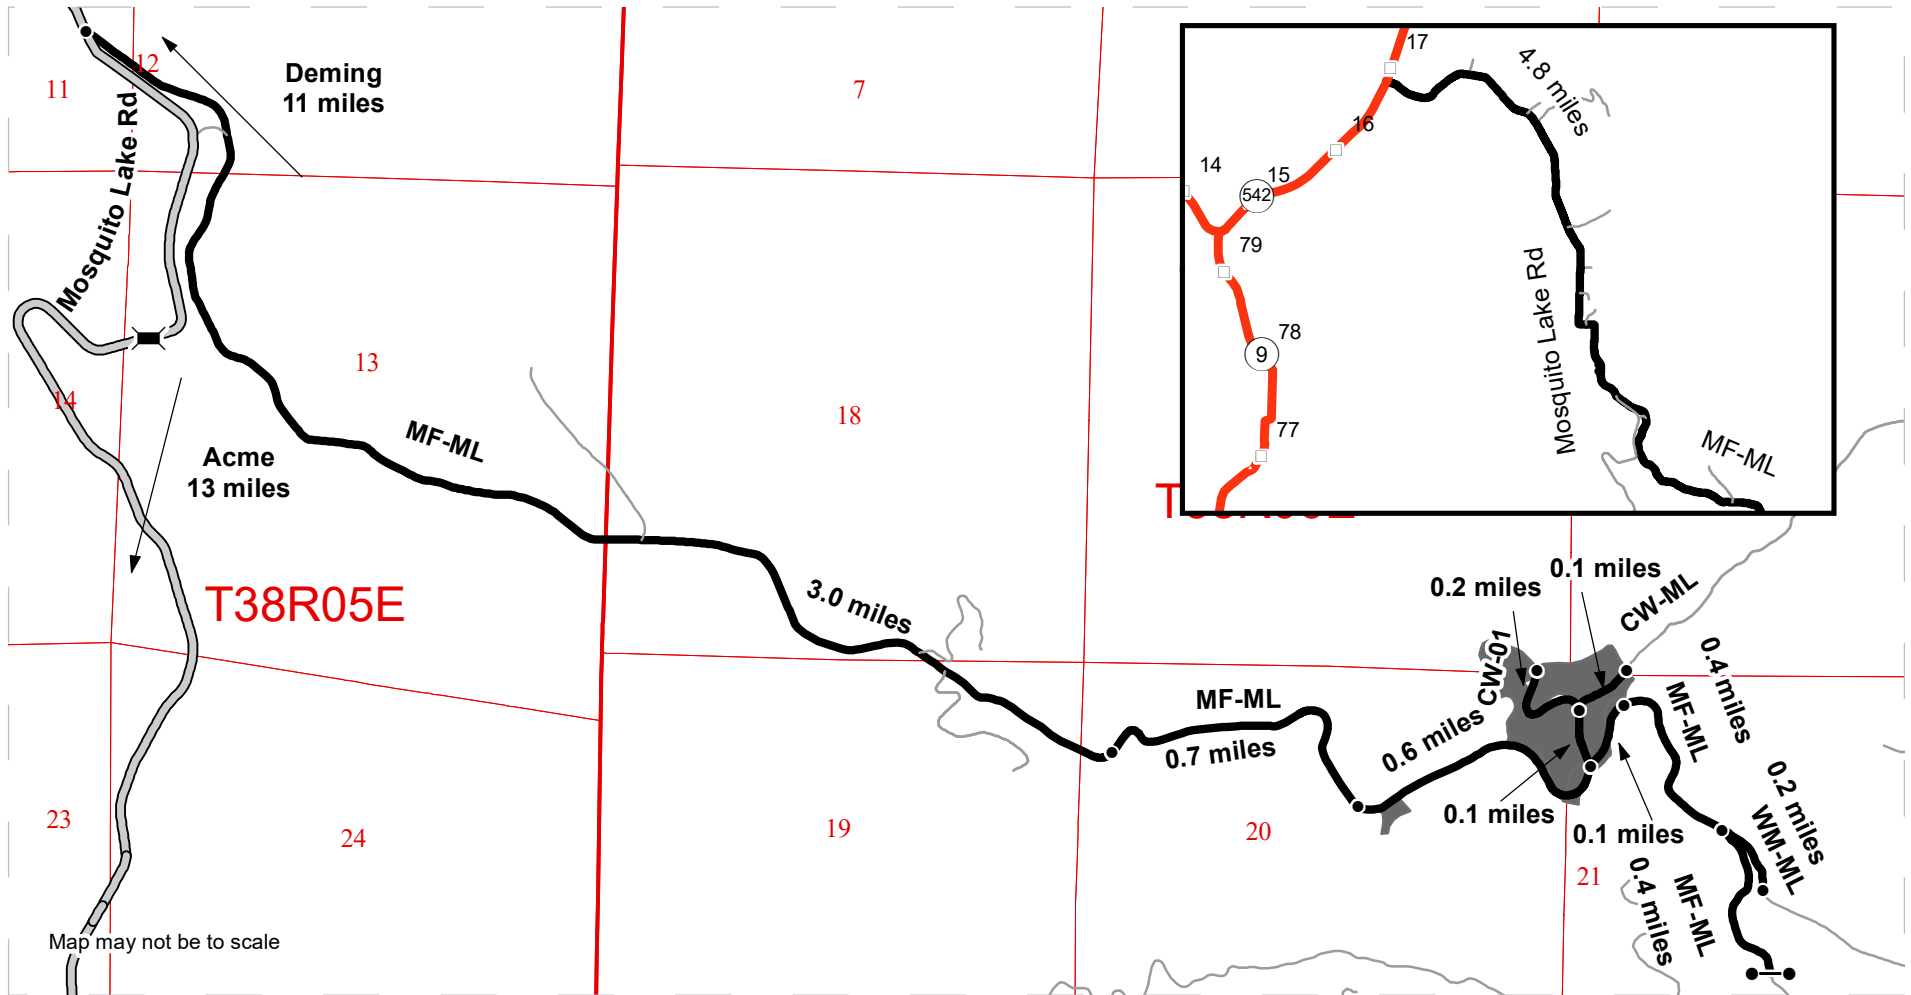 11
12
Deming
11 miles
7
Mosquito Lake Rd
17
4.8 miles
16
14
15
542
79
78
9
77
Mosquito Lake Rd
MF-ML
13
14
18
MF-ML
Acme
13 miles
T38R05E
3.0 miles
0.2 miles
0.1 miles
CW-ML
CW-01
0.4 miles
MF-ML
MF-ML
0.7 miles
0.6 miles
0.1 miles
0.1 miles
0.2 miles
WM-ML
23
24
19
20
21
0.4 miles
MF-ML
Map may not be to scale